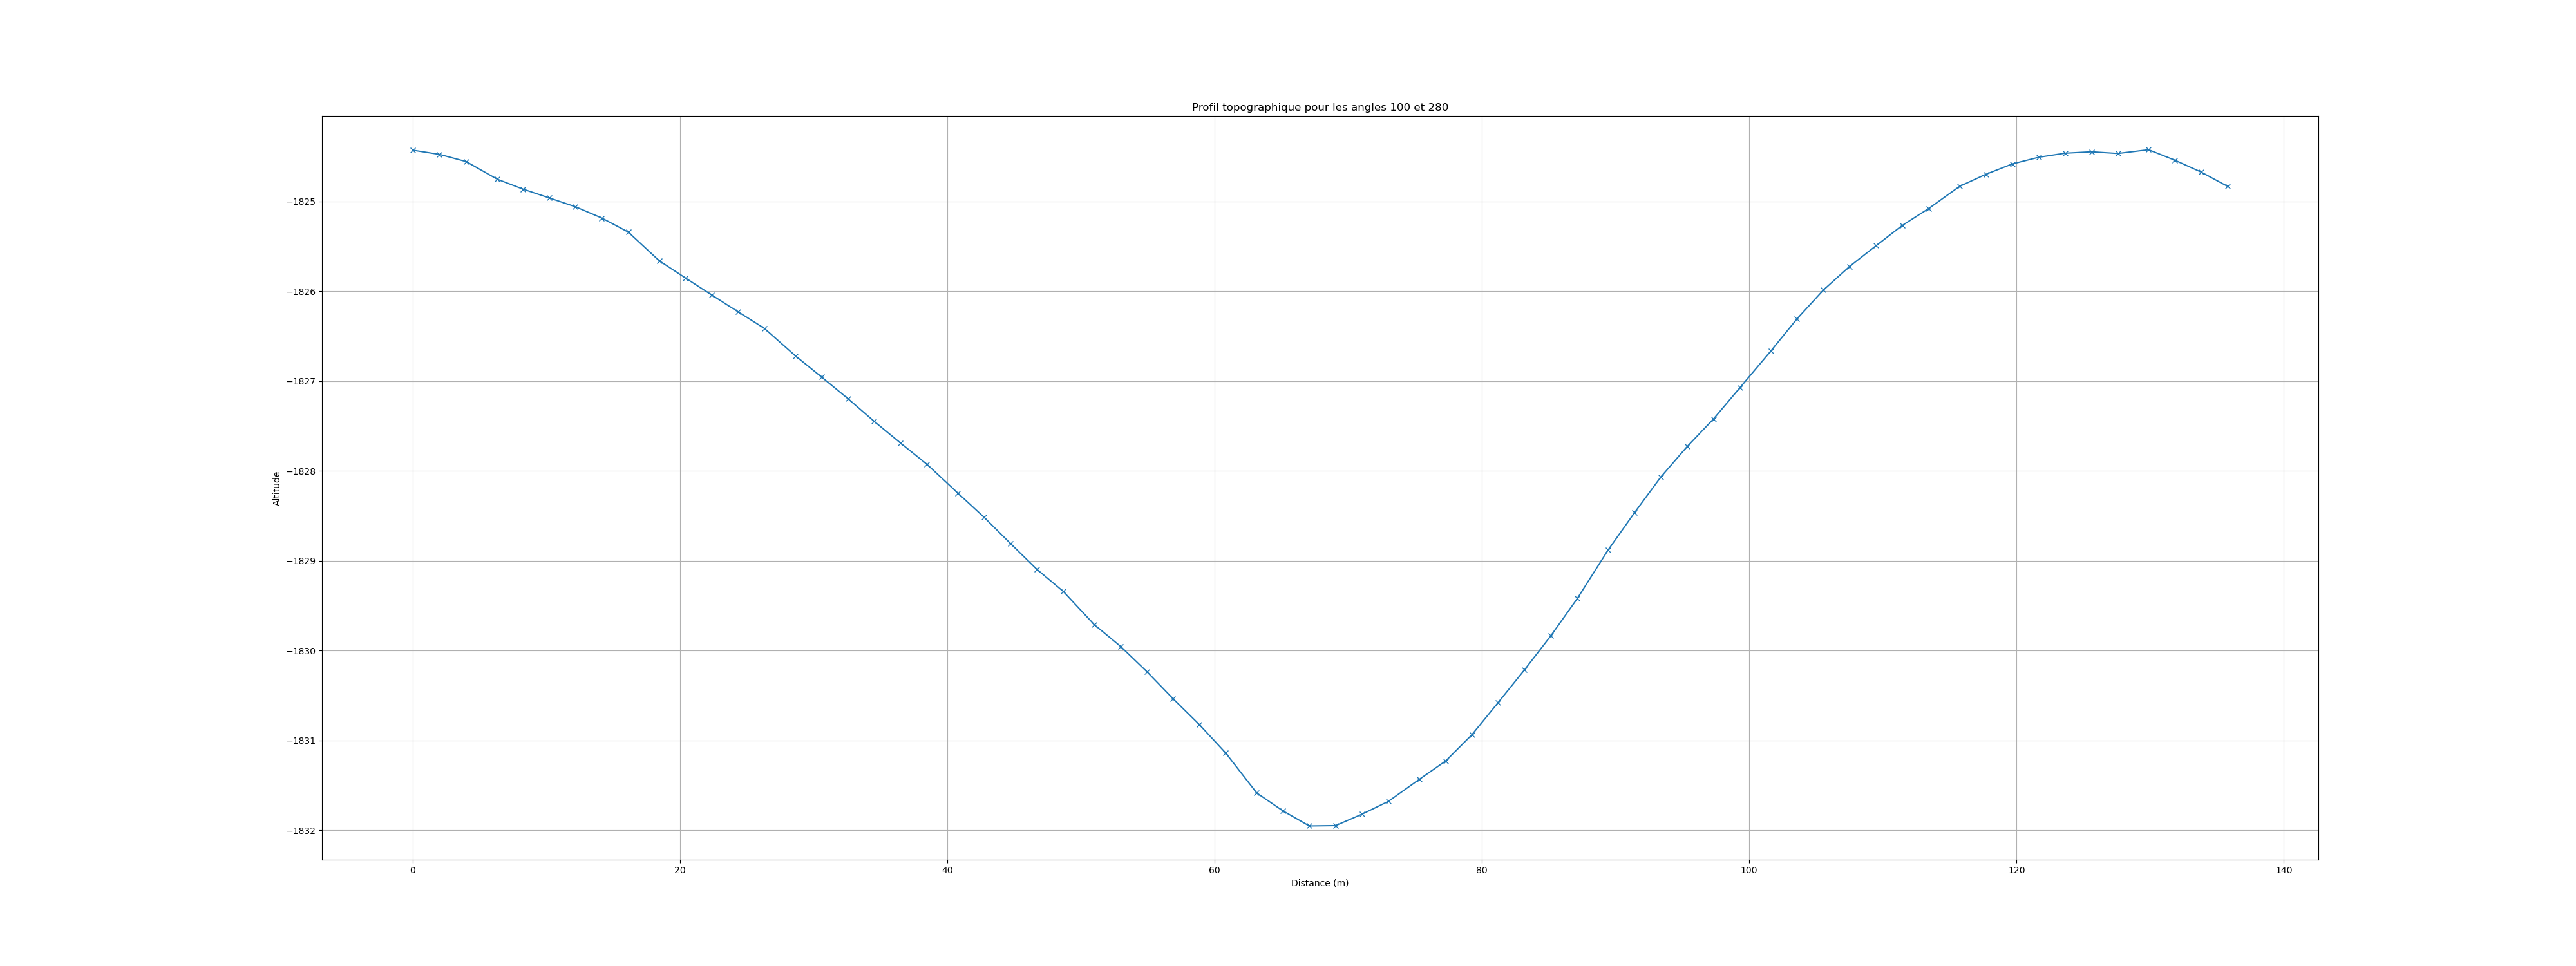 Profil topographique pour les angles 100 et 280
Altitude
−1825
−1826
−1827
−1828
−1829
−1830
−1831
−1832
0 20 40 60 80 100 120 140
Distance (m)